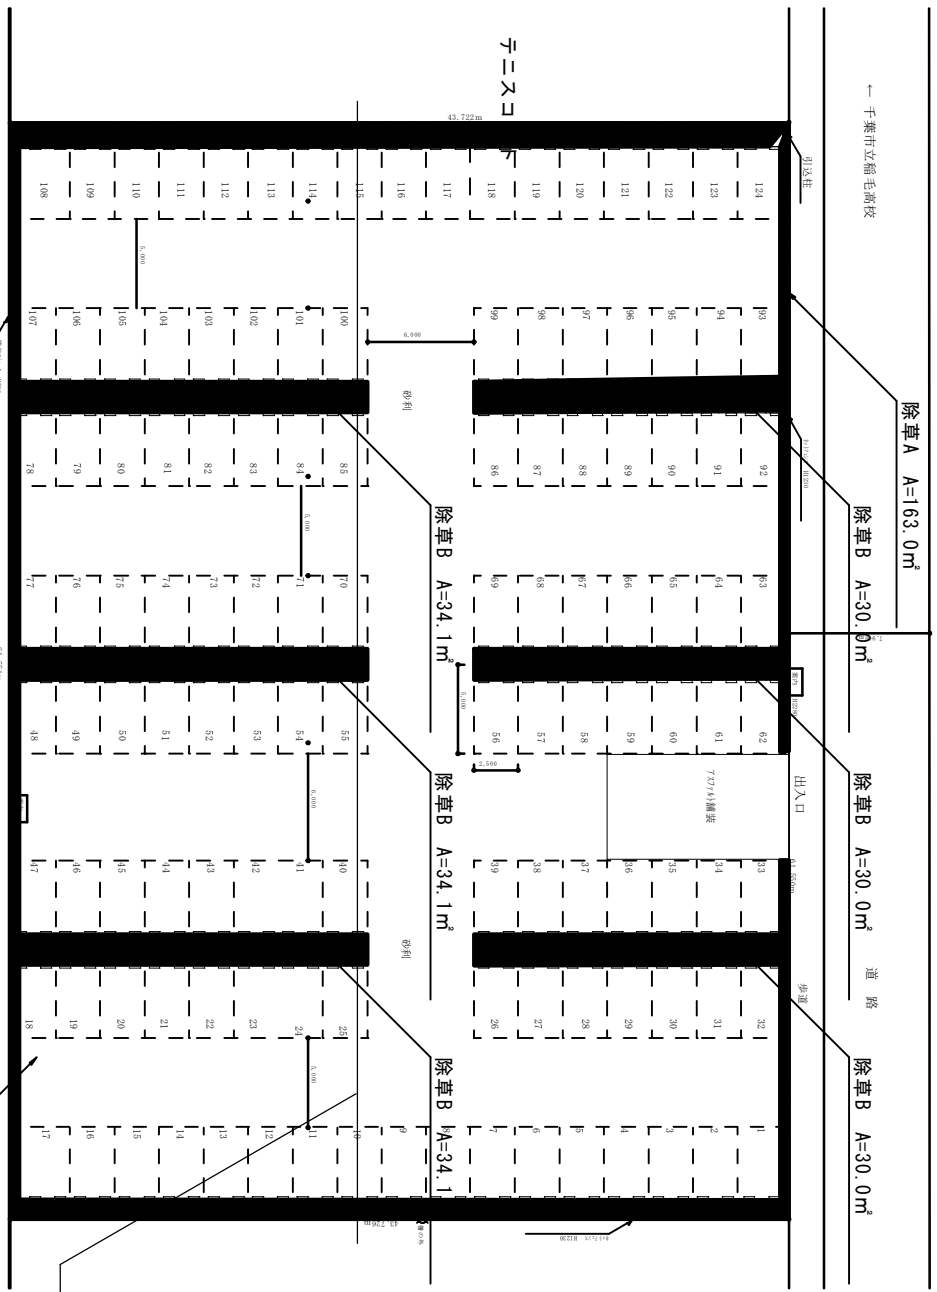 テニスコート
← 千葉市立稲毛高校
引込柱
43.722m
除草A A=163.0㎡
除草B A=30.0㎡
除草B A=30.0㎡
除草B A=30.0㎡
除草B A=34.1㎡
除草B A=34.1㎡
除草B A=34.1
道路
歩道
出入口
アスファルト舗装
案内
砂利
砂利
124 123 122 121 120 119 118 117 116 115 114 113 112 111 110 109 108
5,000
93 94 95 96 97 98 99
100 101 102 103 104 105 106 107
6,000
92 91 90 89 88 87 86
85 84 83 82 81 80 79 78
5,000
63 64 65 66 67 68 69
70 71 72 73 74 75 76 77
5,000
2,500
62 61 60 59 58 57 56
55 54 53 52 51 50 49 48
6,000
33 34 35 36 37 38 39
40 41 42 43 44 45 46 47
32 31 30 29 28 27 26
25 24 23 22 21 20 19 18
5,000
1 2 3 4 5 6 7 8 9 10 11 12 13 14 15 16 17
43.726m